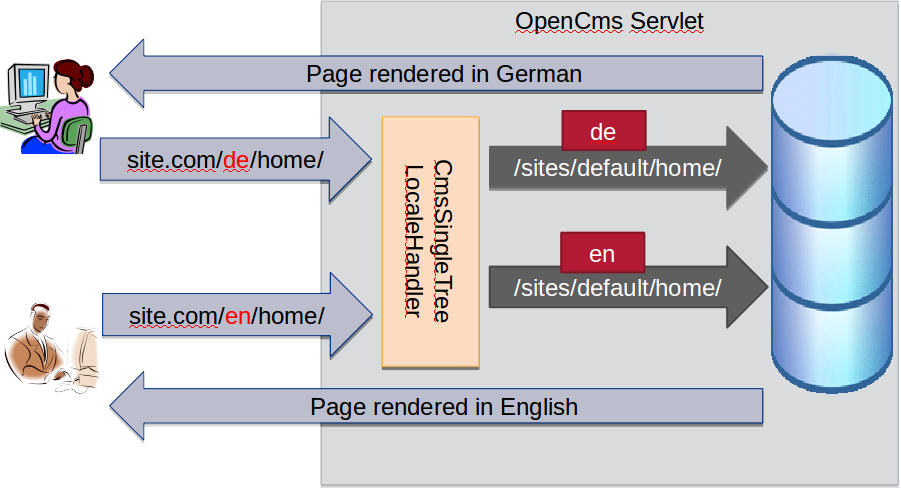 OpenCms Servlet
Page rendered in German
site.com/de/home/
CmsSingleTree
LocaleHandler
de
/sites/default/home/
site.com/en/home/
en
/sites/default/home/
Page rendered in English